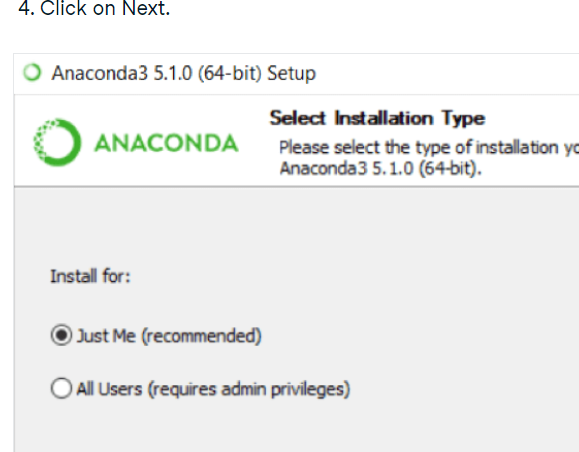 4. Click on Next.
Anaconda3 5.1.0 (64-bit) Setup
ANACONDA
Select Installation Type
Please select the type of installation yo
Anaconda3 5.1.0 (64-bit).
Install for:
Just Me (recommended)
All Users (requires admin privileges)